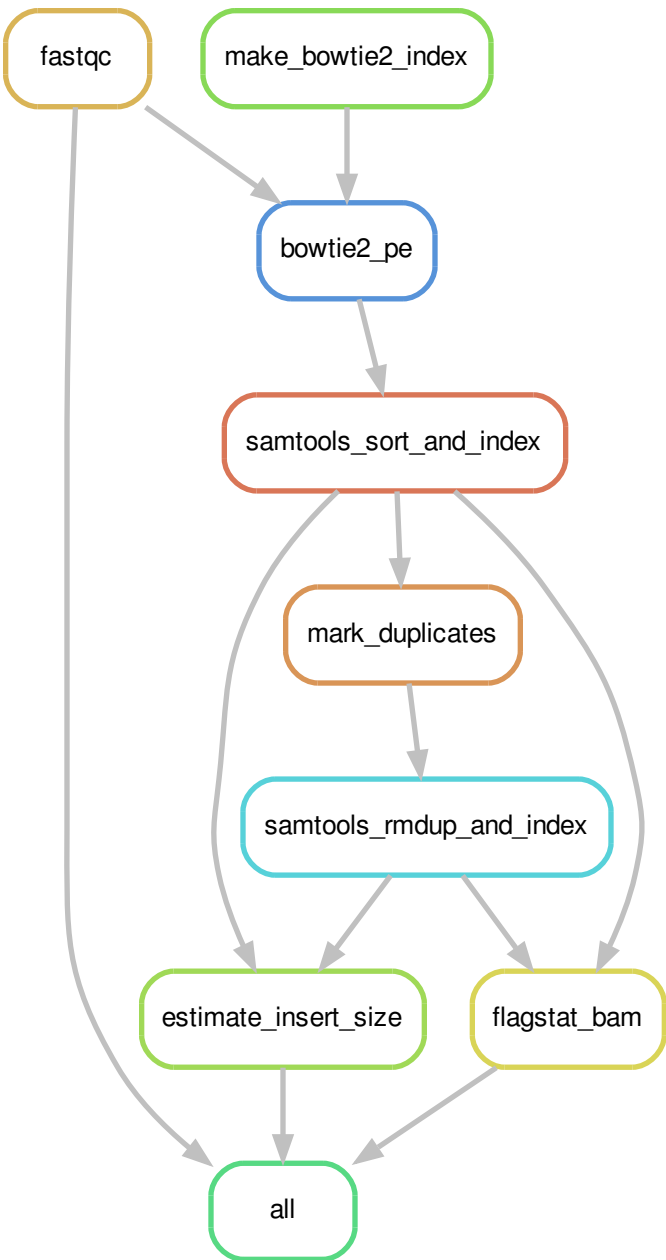 fastqc
make_bowtie2_index
bowtie2_pe
samtools_sort_and_index
mark_duplicates
samtools_rmdup_and_index
estimate_insert_size
flagstat_bam
all